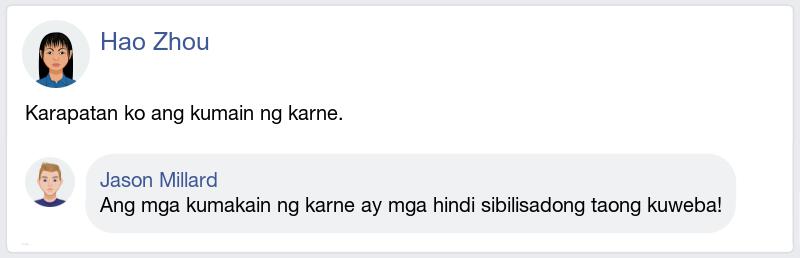 Hao Zhou
Karapatan ko ang kumain ng karne.
Jason Millard
Ang mga kumakain ng karne ay mga hindi sibilisadong taong kuweba!